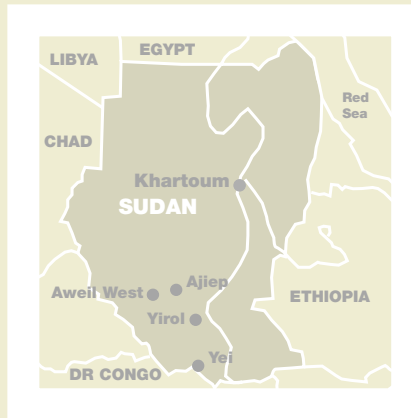 EGYPT
LIBYA
Red
Sea
CHAD
Khartoum
SUDAN
Ajiep
Aweil West
ETHIOPIA
Yirol
Yei
DR CONGO